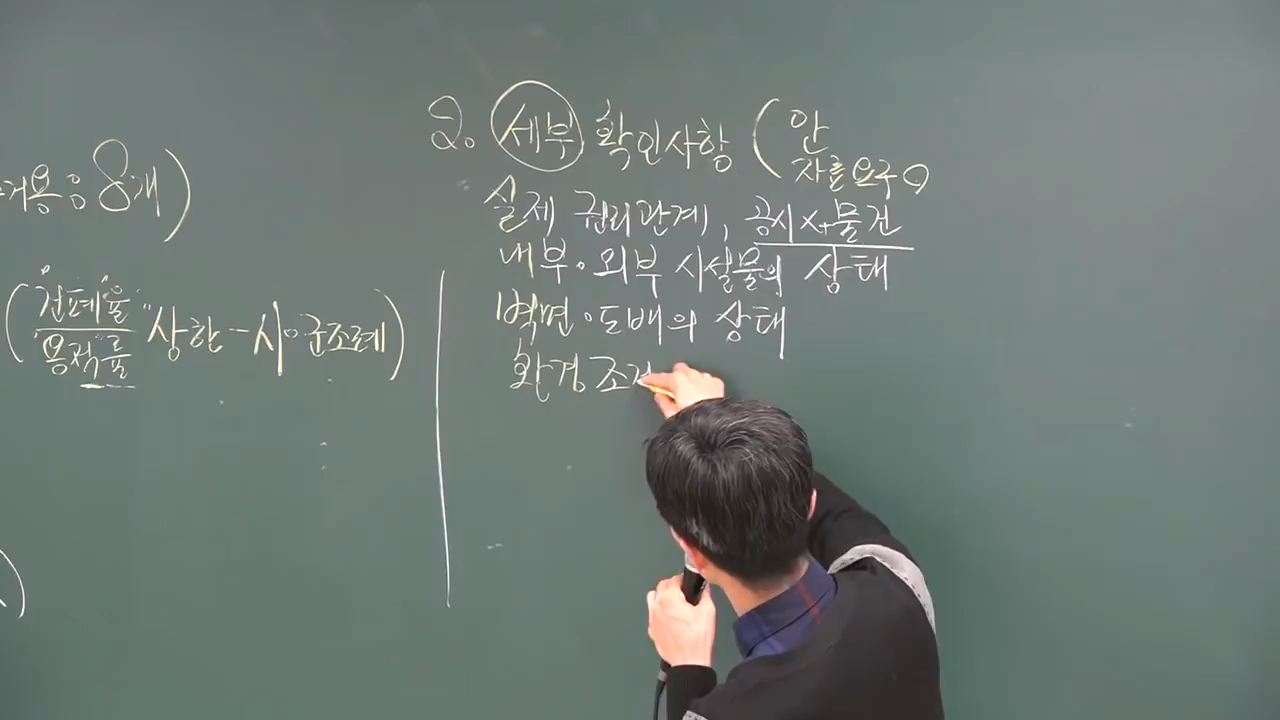 거용응 8개)
(건폐율
용적률 "상한-시·군조례)
2. 세부 확인사항 (안
자료요구
실제 권리관계, 공시x물건
내부·외부 시설물의 상태
벽면·도배의 상태
환경조